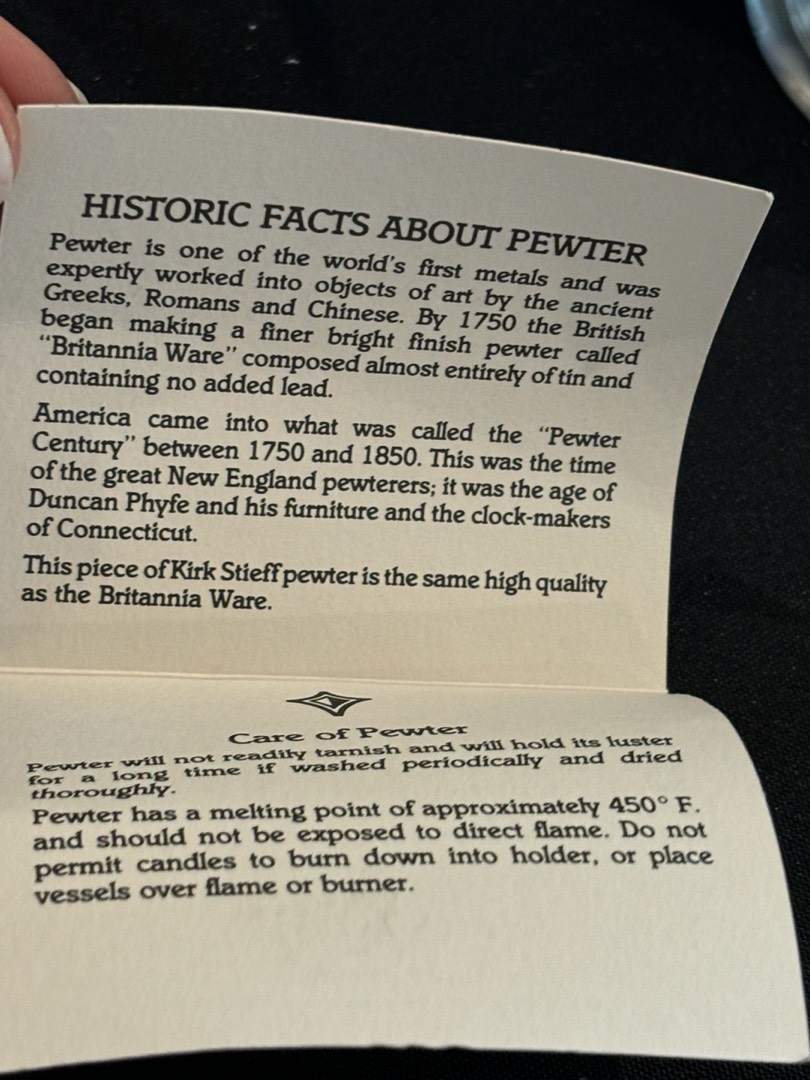 HISTORIC FACTS ABOUT PEWTER
Pewter is one of the world's first metals and was
expertly worked into objects of art by the ancient
Greeks, Romans and Chinese. By 1750 the British
began making a finer bright finish pewter called
"Britannia Ware" composed almost entirely of tin and
containing no added lead.
America came into what was called the "Pewter
Century" between 1750 and 1850. This was the time
of the great New England pewterers; it was the age of
Duncan Phyfe and his furniture and the clock-makers
of Connecticut.
This piece of Kirk Stieff pewter is the same high quality
as the Britannia Ware.
Care of Pewter
Pewter will not readily tarnish and will hold its luster
for a long time if washed periodically and dried
thoroughly.
Pewter has a melting point of approximately 450° F.
and should not be exposed to direct flame. Do not
permit candles to burn down into holder, or place
vessels over flame or burner.